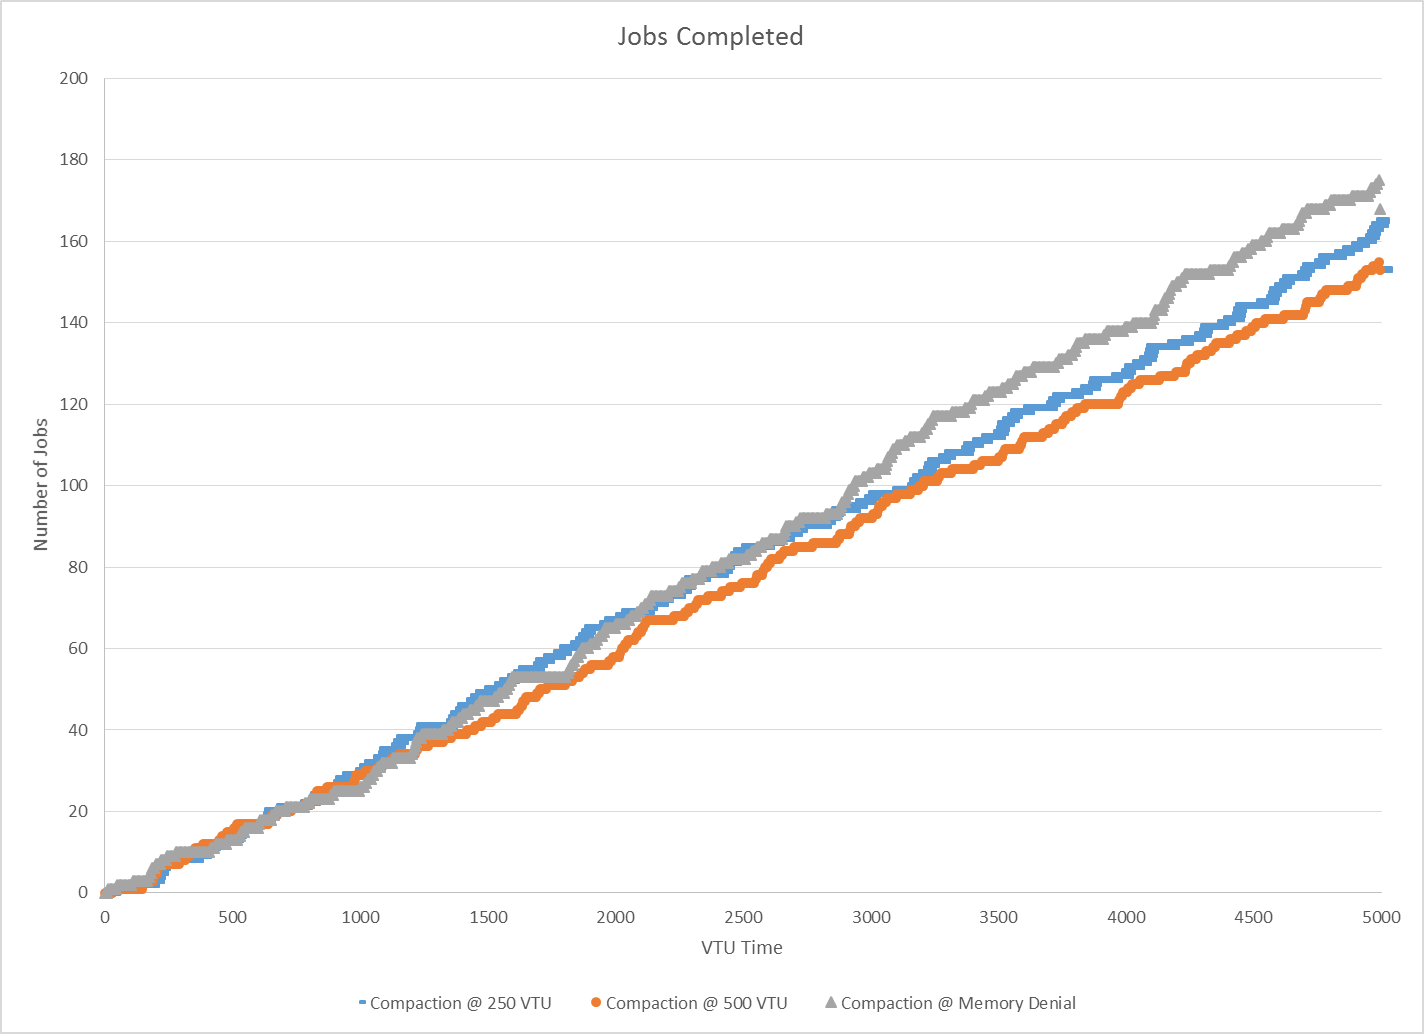 Jobs Completed
200
180
160
140
120
100
80
60
40
20
0
Number of Jobs
0 500 1000 1500 2000 2500 3000 3500 4000 4500 5000
VTU Time
Compaction @ 250 VTU Compaction @ 500 VTU Compaction @ Memory Denial